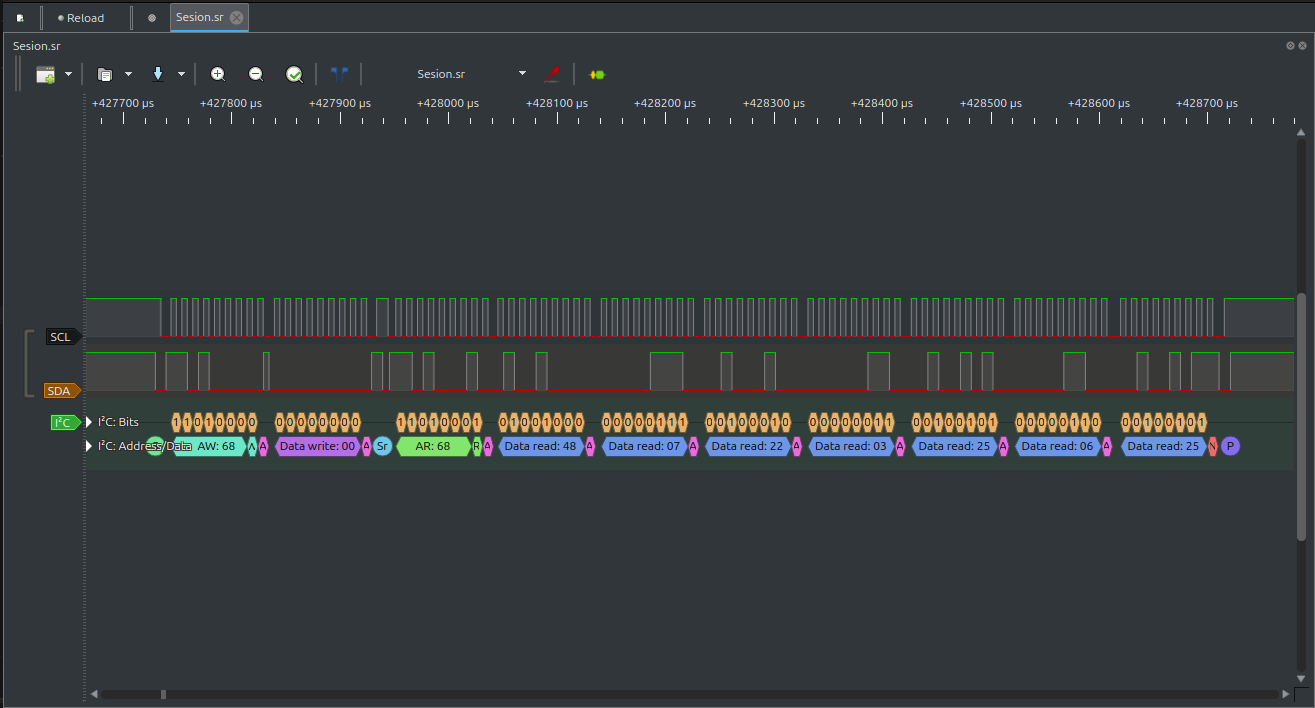 Reload Sesion.sr
Sesion.sr
Sesion.sr
+427700 µs +427800 µs +427900 µs +428000 µs +428100 µs +428200 µs +428300 µs +428400 µs +428500 µs +428600 µs +428700 µs
SCL
SDA
I²C I²C: Bits 1 1 0 1 0 0 0 0 0 0 0 0 0 0 0 0 1 1 0 1 0 0 0 1 0 1 0 0 1 0 0 0 0 0 0 0 0 1 1 1 0 0 1 0 0 0 1 0 0 0 0 0 0 0 1 1 0 0 1 0 0 1 0 1 0 0 0 0 0 1 1 0 0 0 1 0 0 1 0 1
I²C: Address/Data AW: 68 A Data write: 00 A Sr AR: 68 R A Data read: 48 A Data read: 07 A Data read: 22 A Data read: 03 A Data read: 25 A Data read: 06 A Data read: 25 N P